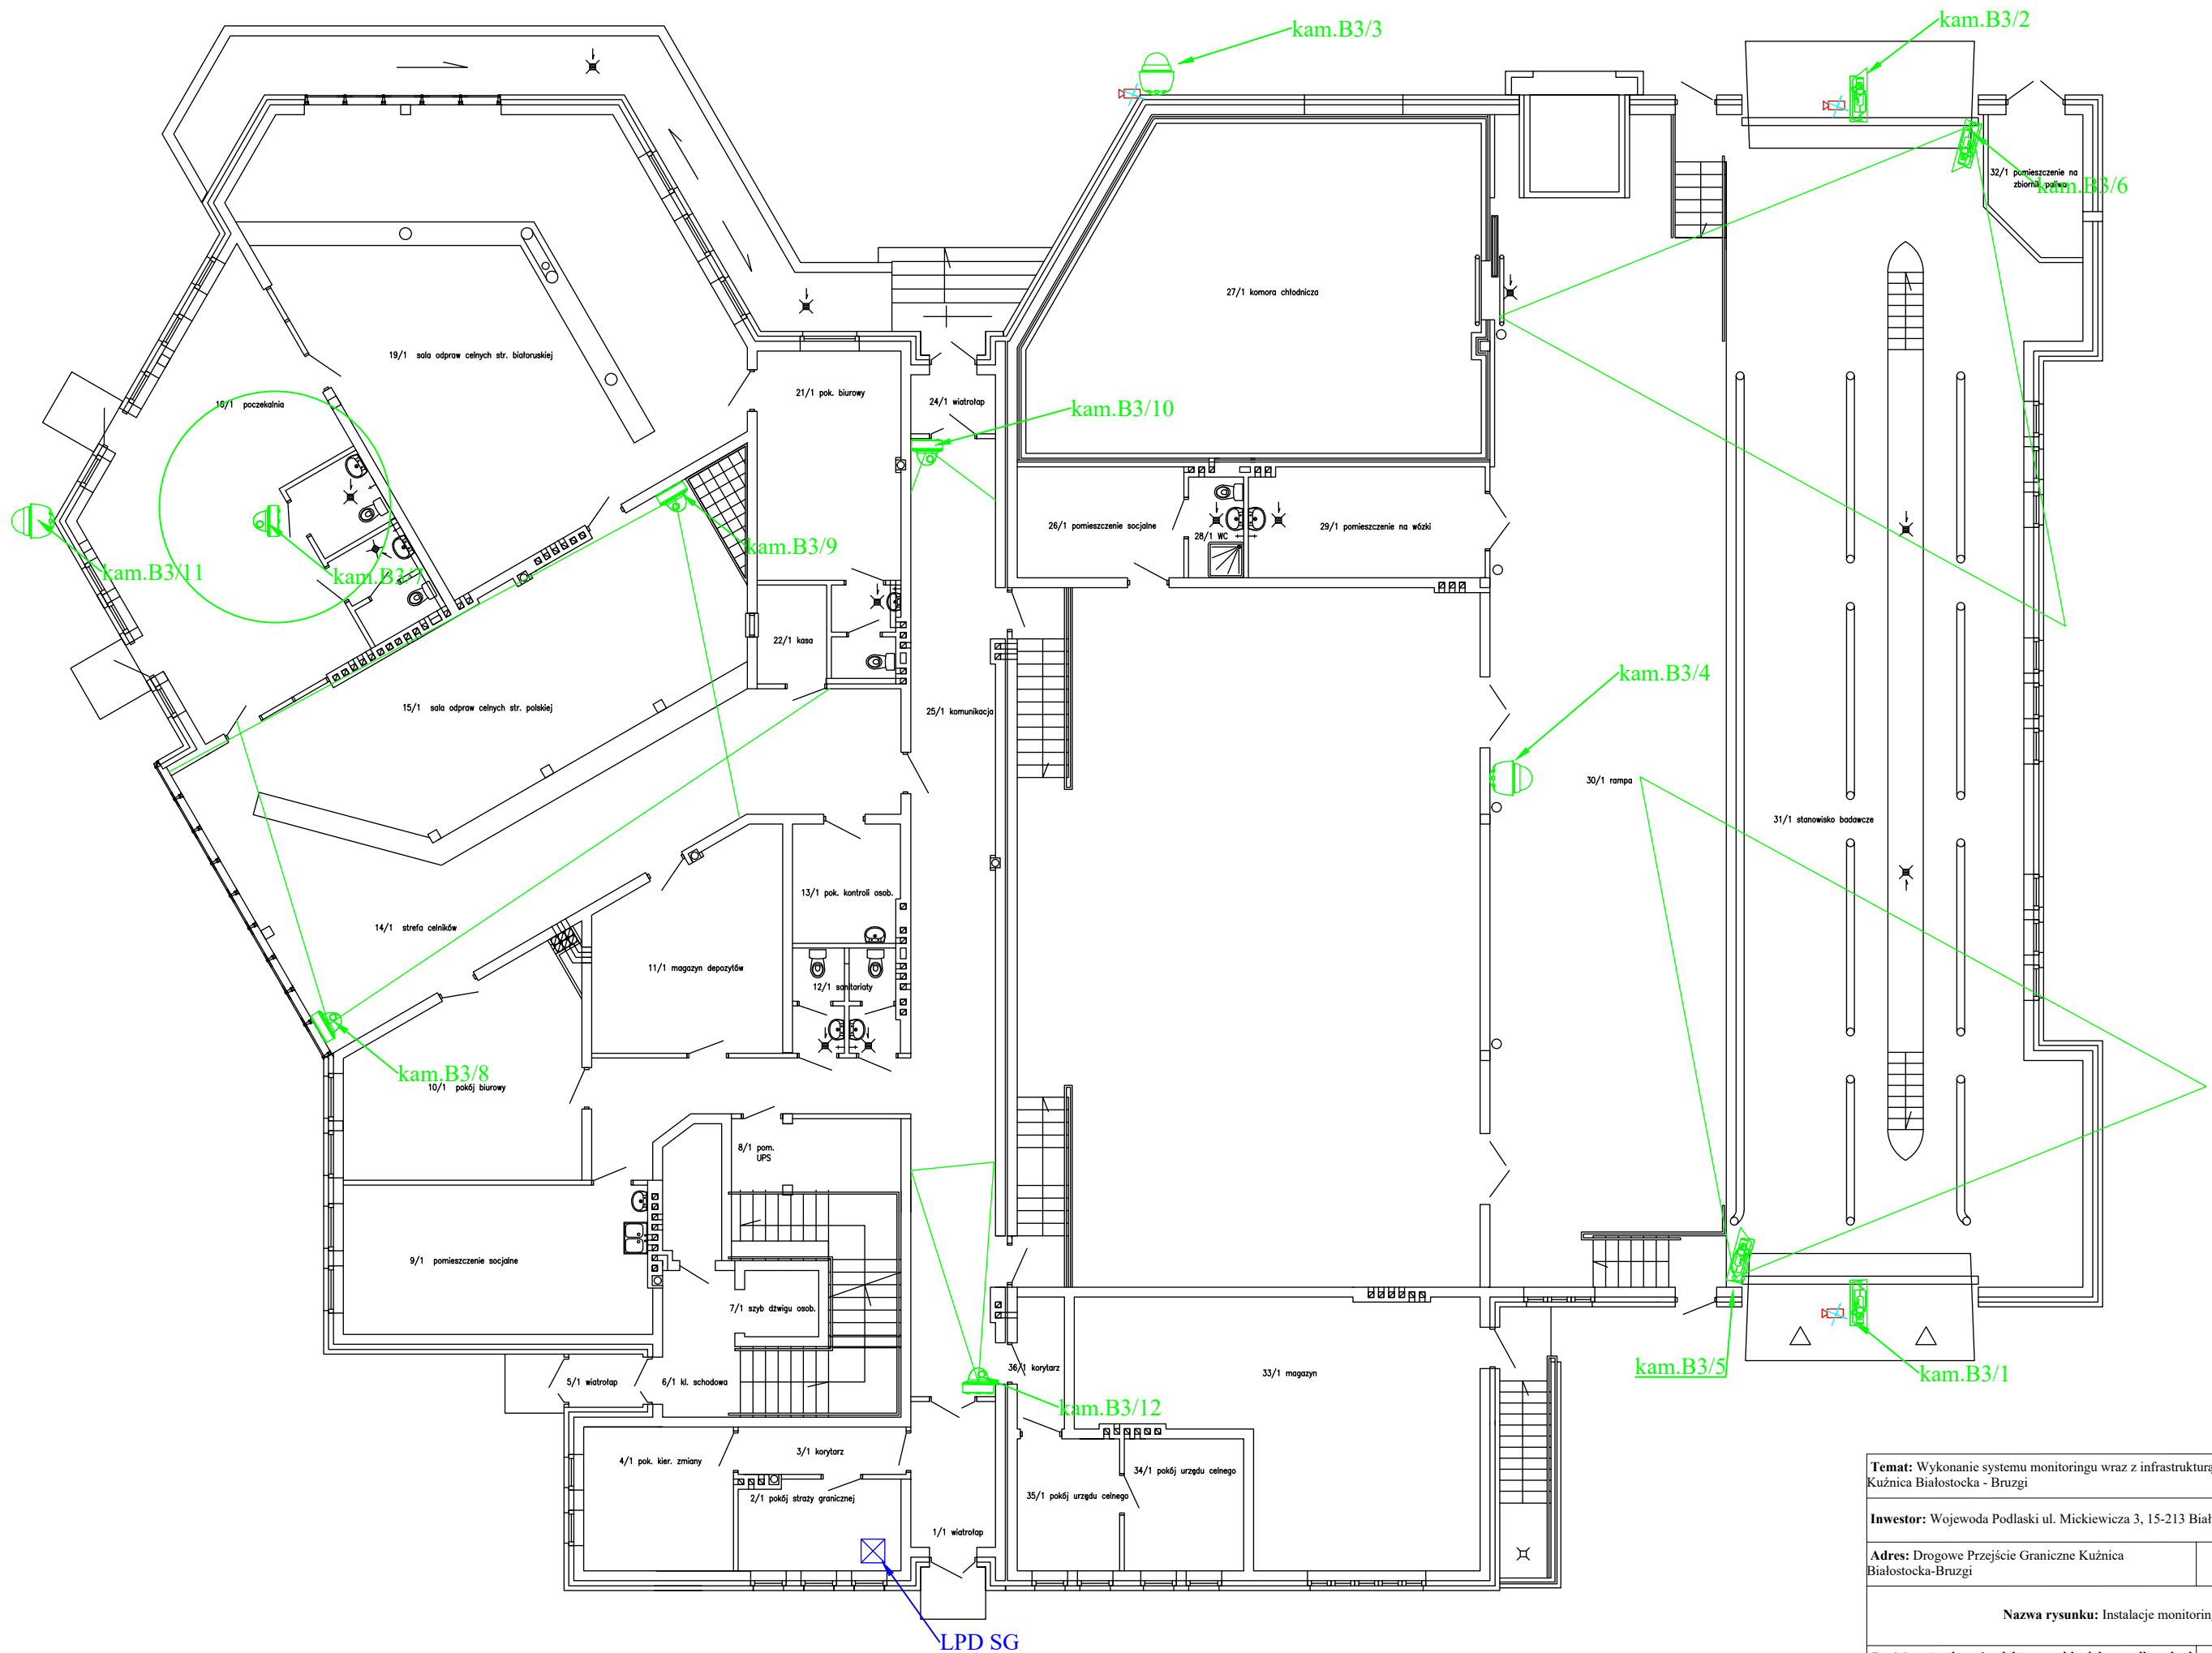 kam.B3/3
kam.B3/2
32/1 pomieszczenie na
zbiornik paliwa
kam.B3/6
27/1 komora chłodnicza
19/1 sala odpraw celnych str. białoruskiej
21/1 pok. biurowy
24/1 wiatrołap
kam.B3/10
16/1 poczekalnia
26/1 pomieszczenie socjalne
28/1 WC
29/1 pomieszczenie na wózki
kam.B3/9
kam.B3/11
kam.B3/7
22/1 kasa
kam.B3/4
15/1 sala odpraw celnych str. polskiej
25/1 komunikacja
30/1 rampa
31/1 stanowisko badawcze
13/1 pok. kontroli osob.
14/1 strefa celników
11/1 magazyn depozytów
12/1 sanitariaty
kam.B3/8
10/1 pokój biurowy
8/1 pom.
UPS
9/1 pomieszczenie socjalne
7/1 szyb dźwigu osob.
36/1 korytarz
33/1 magazyn
kam.B3/5
kam.B3/1
5/1 wiatrołap
6/1 kl. schodowa
kam.B3/12
3/1 korytarz
4/1 pok. kier. zmiany
34/1 pokój urzędu celnego
2/1 pokój straży granicznej
35/1 pokój urzędu celnego
1/1 wiatrołap
LPD SG
Temat: Wykonanie systemu monitoringu wraz z infrastrukturą
Kuźnica Białostocka - Bruzgi
Inwestor: Wojewoda Podlaski ul. Mickiewicza 3, 15-213 Biał
Adres: Drogowe Przejście Graniczne Kuźnica
Białostocka-Bruzgi
Nazwa rysunku: Instalacje monitorin